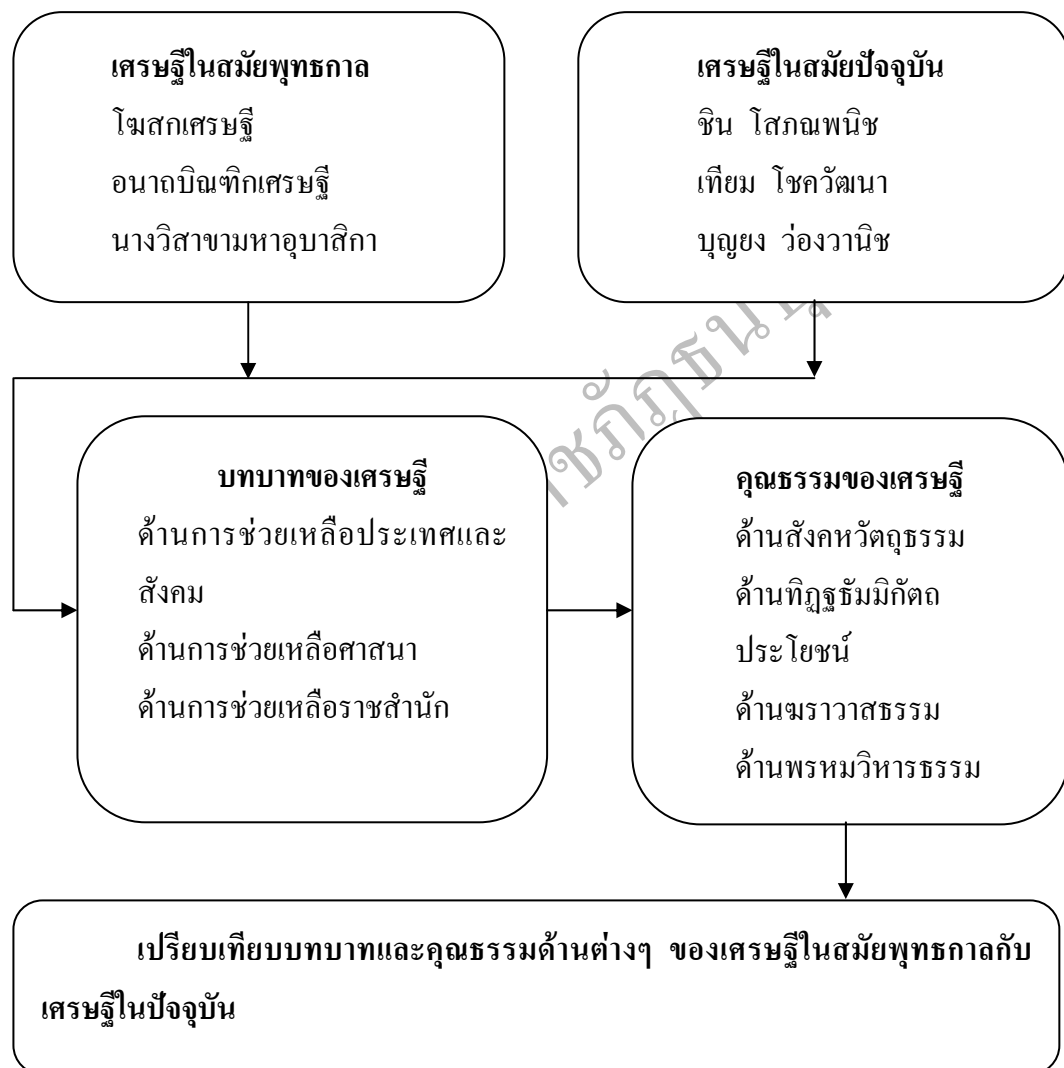 เศรษฐีในสมัยพุทธกาล
โฆสกเศรษฐี
อนาถบิณฑิกเศรษฐี
นางวิสาขามหาอุบาสิกา
เศรษฐีในสมัยปัจจุบัน
ชิน โสภณพนิช
เทียม โชควัฒนา
บุญยง ว่องวานิช
บทบาทของเศรษฐี
ด้านการช่วยเหลือประเทศและ
สังคม
ด้านการช่วยเหลือศาสนา
ด้านการช่วยเหลือราชสำนัก
คุณธรรมของเศรษฐี
ด้านสังคหวัตถุธรรม
ด้านทิฏฐธัมมิกัตถ
ประโยชน์
ด้านฆราวาสธรรม
ด้านพรหมวิหารธรรม
เปรียบเทียบบทบาทและคุณธรรมด้านต่างๆ ของเศรษฐีในสมัยพุทธกาลกับ
เศรษฐีในปัจจุบัน